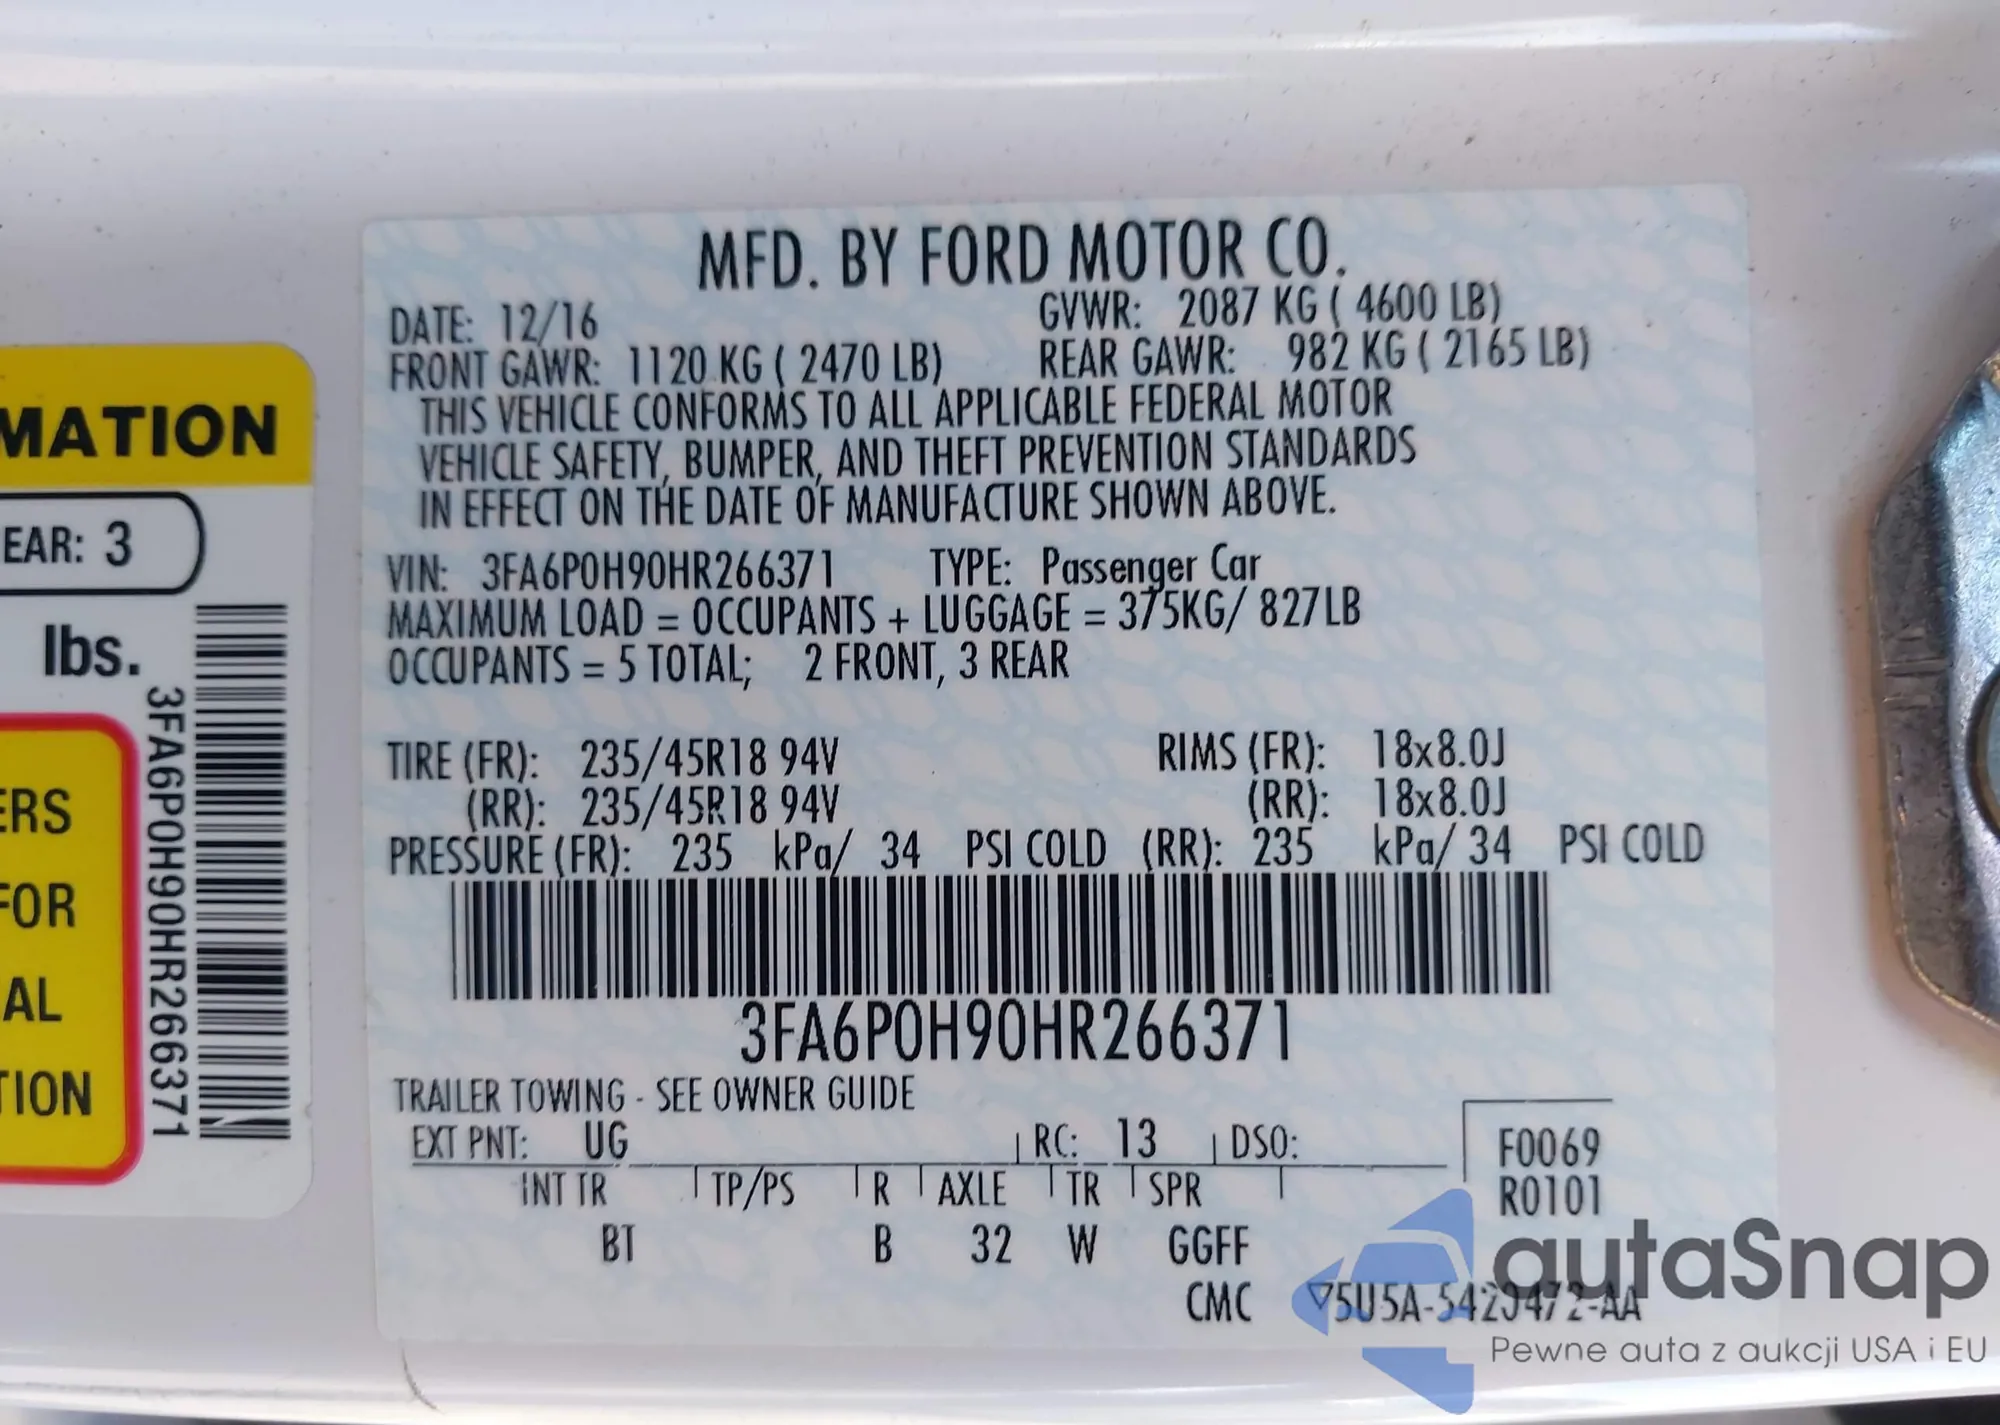 MATION
EAR: 3
lbs.
ERS
FOR
AL
TION
3FA6P0H90HR266371
MFD. BY FORD MOTOR CO.
DATE: 12/16 GVWR: 2087 KG ( 4600 LB)
FRONT GAWR: 1120 KG ( 2470 LB) REAR GAWR: 982 KG ( 2165 LB)
THIS VEHICLE CONFORMS TO ALL APPLICABLE FEDERAL MOTOR
VEHICLE SAFETY, BUMPER, AND THEFT PREVENTION STANDARDS
IN EFFECT ON THE DATE OF MANUFACTURE SHOWN ABOVE.
VIN: 3FA6P0H90HR266371 TYPE: Passenger Car
MAXIMUM LOAD = OCCUPANTS + LUGGAGE = 375KG/ 827LB
OCCUPANTS = 5 TOTAL; 2 FRONT, 3 REAR
TIRE (FR): 235/45R18 94V RIMS (FR): 18x8.0J
(RR): 235/45R18 94V (RR): 18x8.0J
PRESSURE (FR): 235 kPa/ 34 PSI COLD (RR): 235 kPa/ 34 PSI COLD
3FA6P0H90HR266371
TRAILER TOWING - SEE OWNER GUIDE
EXT PNT: UG RC: 13 DSO: F0069
INT TR TP/PS R AXLE TR SPR R0101
BT B 32 W GGFF
CMC
autaSnap
Pewne auta z aukcji USA i EU